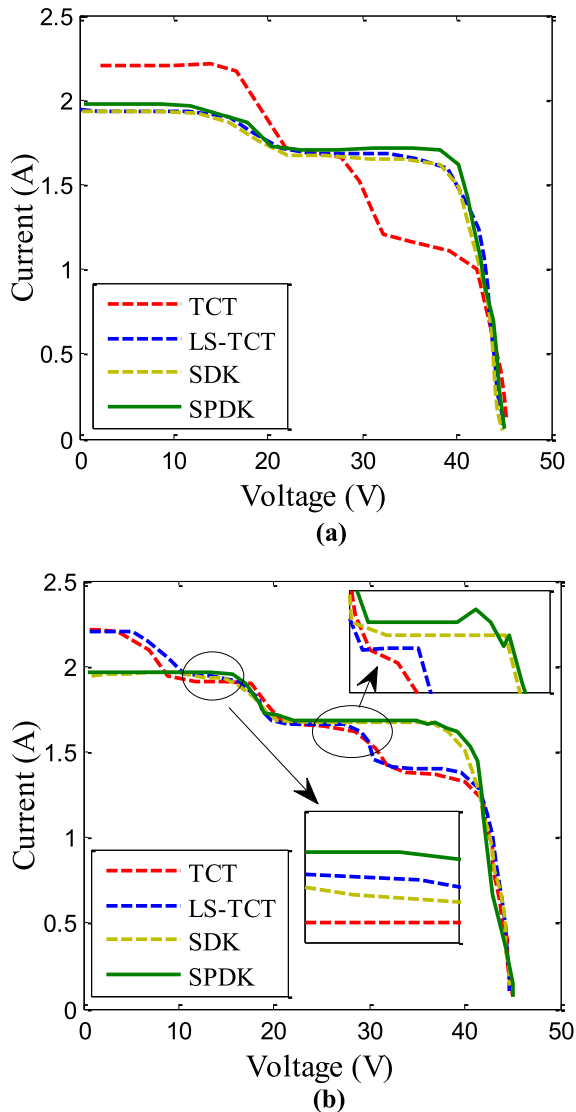 2.5
2
1.5
1
0.5
0
Current (A)
TCT
LS-TCT
SDK
SPDK
0 10 20 30 40 50
Voltage (V)
(a)
2.5
2
1.5
1
0.5
0
Current (A)
TCT
LS-TCT
SDK
SPDK
0 10 20 30 40 50
Voltage (V)
(b)